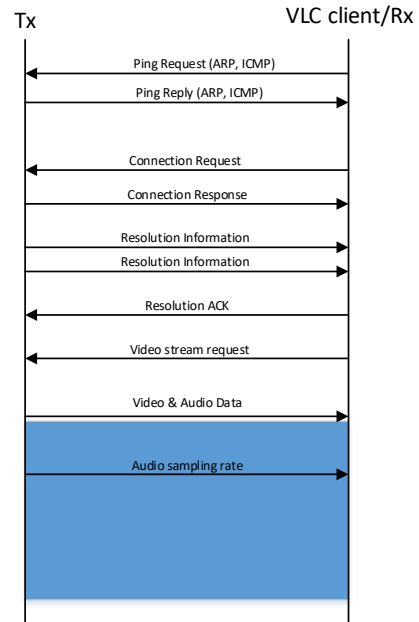 Tx
VLC client/Rx
Ping Request (ARP, ICMP)
Ping Reply (ARP, ICMP)
Connection Request
Connection Response
Resolution Information
Resolution Information
Resolution ACK
Video stream request
Video & Audio Data
Audio sampling rate